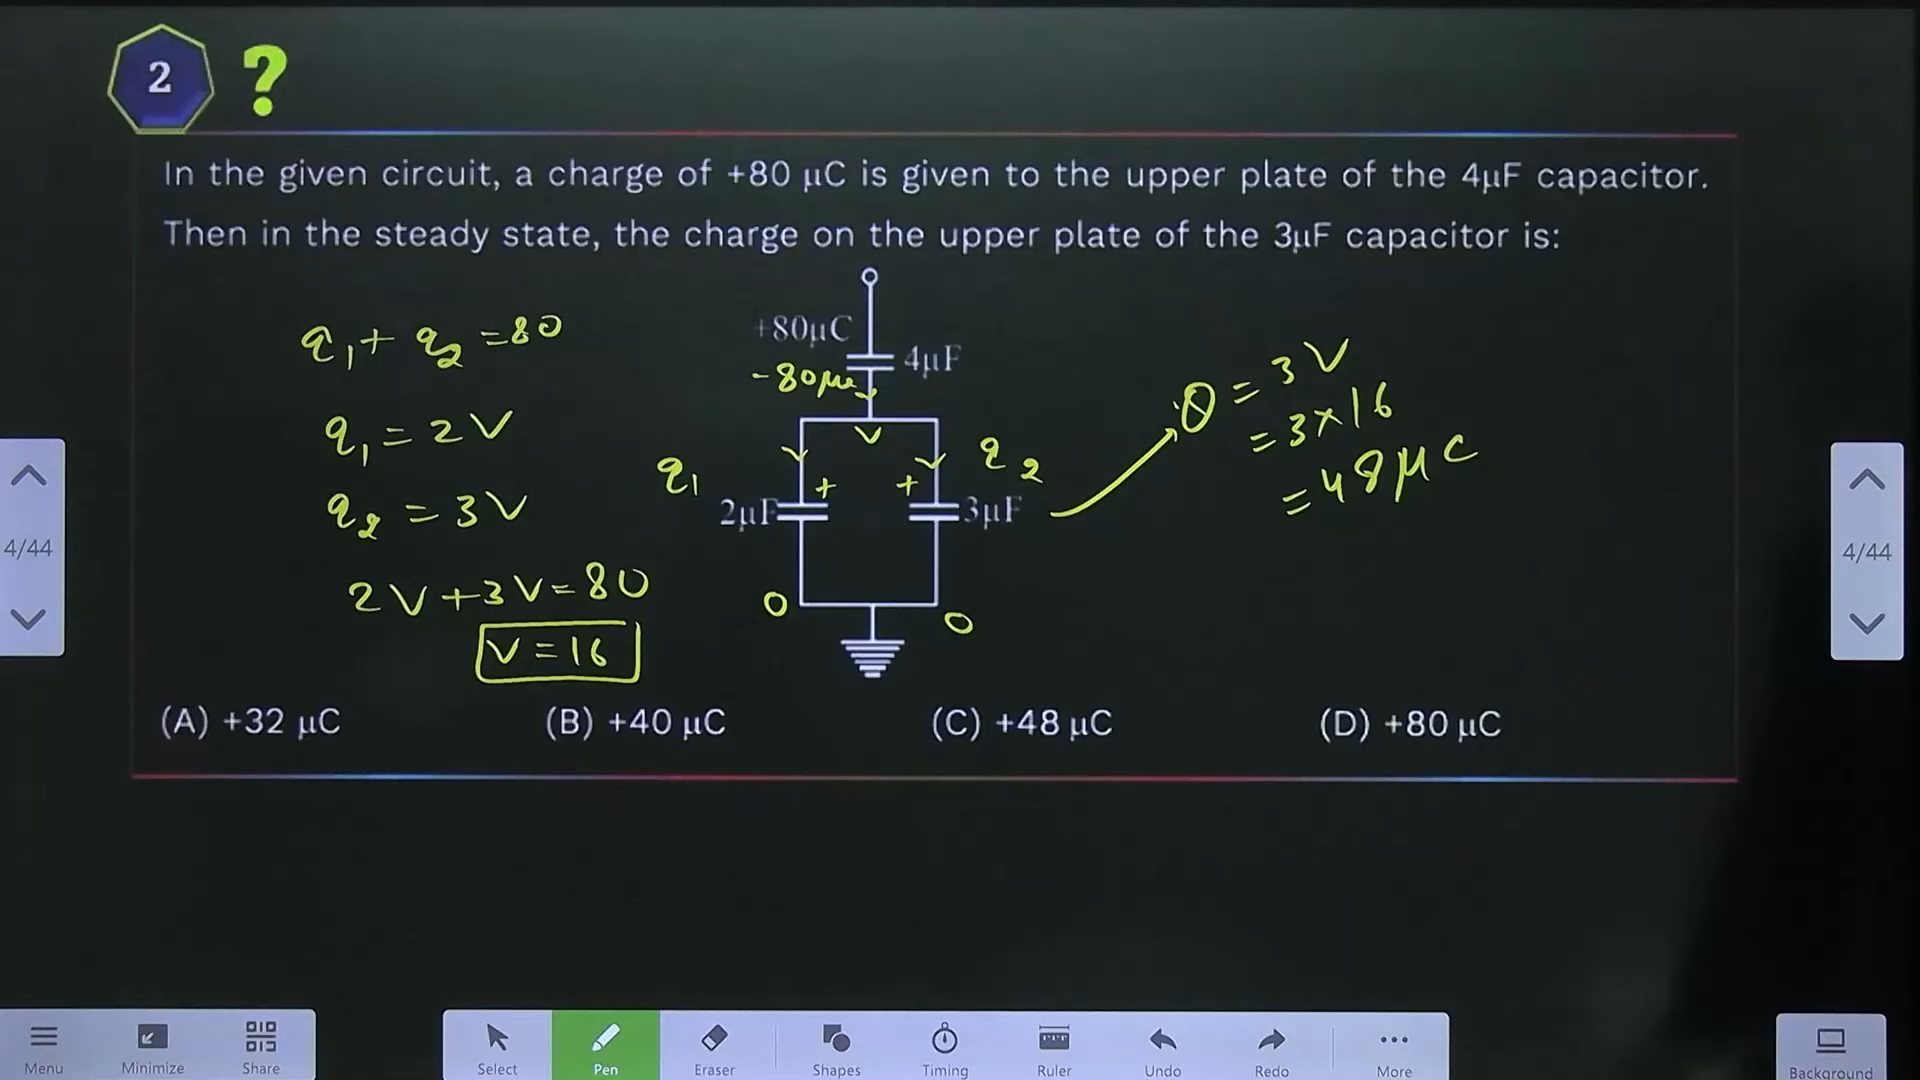 2 ?
In the given circuit, a charge of +80 μC is given to the upper plate of the 4μF capacitor.
Then in the steady state, the charge on the upper plate of the 3μF capacitor is:
q₁ + q₂ = 80
q₁ = 2V
q₂ = 3V
2V + 3V = 80
V = 16
+80μC
4μF
-80μc
V
q₁
q₂
+
+
2μF
3μF
0
0
Q = 3V
= 3×16
= 48μC
(A) +32 μC
(B) +40 μC
(C) +48 μC
(D) +80 μC
4/44
4/44
Menu
Minimize
Share
Select
Pen
Eraser
Shapes
Timing
Ruler
Undo
Redo
More
Background